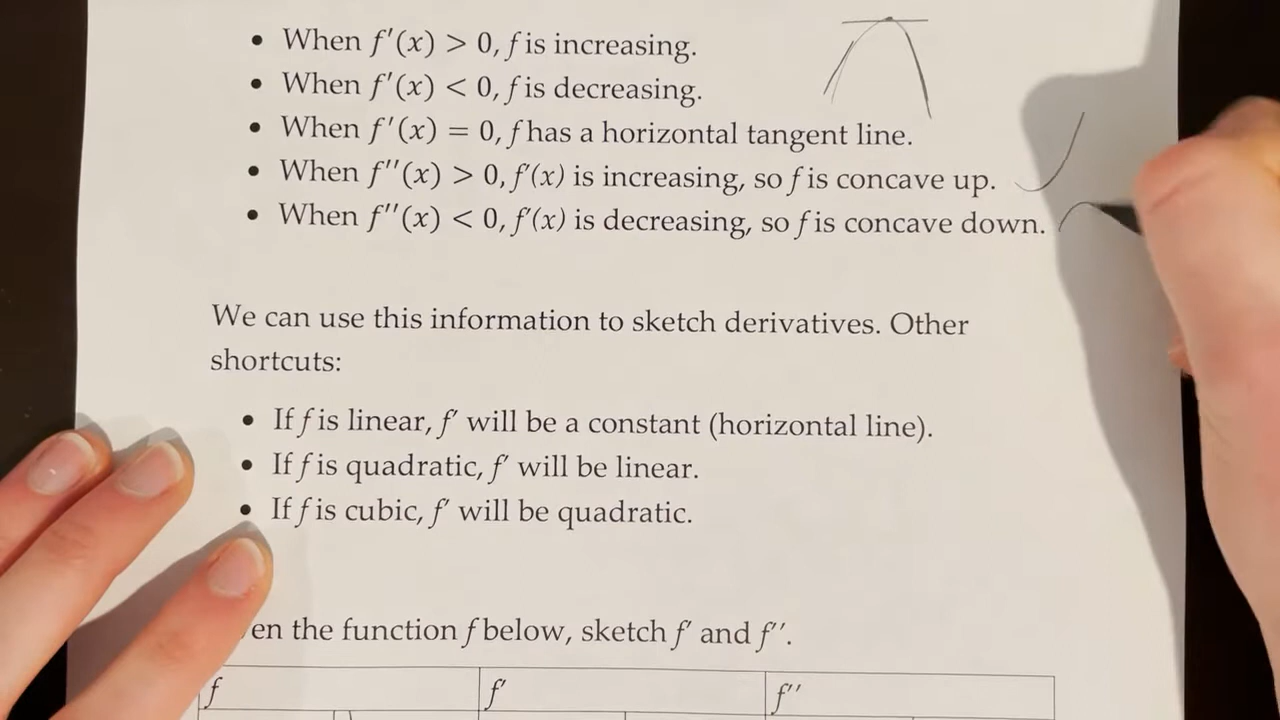 • When f′(x) > 0, f is increasing.
• When f′(x) < 0, f is decreasing.
• When f′(x) = 0, f has a horizontal tangent line.
• When f′′(x) > 0, f′(x) is increasing, so f is concave up.
• When f′′(x) < 0, f′(x) is decreasing, so f is concave down.
We can use this information to sketch derivatives. Other
shortcuts:
• If f is linear, f′ will be a constant (horizontal line).
• If f is quadratic, f′ will be linear.
• If f is cubic, f′ will be quadratic.
the function f below, sketch f′ and f′′.
f f′ f′′